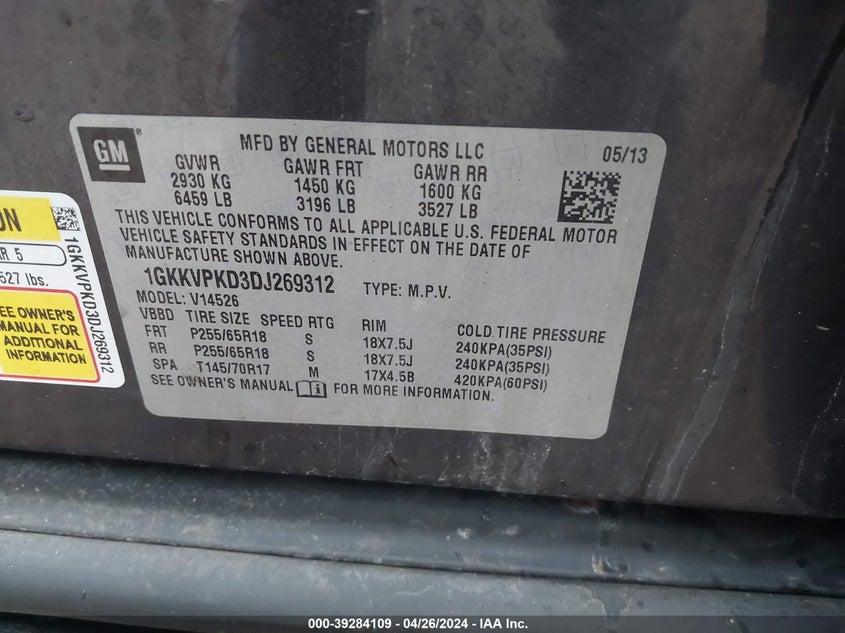 GM
MFD BY GENERAL MOTORS LLC 05/13
GVWR GAWR FRT GAWR RR
2930 KG 1450 KG 1600 KG
6459 LB 3196 LB 3527 LB
THIS VEHICLE CONFORMS TO ALL APPLICABLE U.S. FEDERAL MOTOR
VEHICLE SAFETY STANDARDS IN EFFECT ON THE DATE OF
MANUFACTURE SHOWN ABOVE.
1GKKVPKD3DJ269312 TYPE: M.P.V.
MODEL: V14526
VBBD TIRE SIZE SPEED RTG RIM COLD TIRE PRESSURE
FRT P255/65R18 S 18X7.5J 240KPA(35PSI)
RR P255/65R18 S 18X7.5J 240KPA(35PSI)
SPA T145/70R17 M 17X4.5B 420KPA(60PSI)
SEE OWNER'S MANUAL FOR MORE INFORMATION.
ON
R 5
527 lbs.
EE OWNER'S
MANUAL FOR
ADDITIONAL
INFORMATION
1GKKVPKD3DJ269312
000-39284109 - 04/26/2024 - IAA Inc.